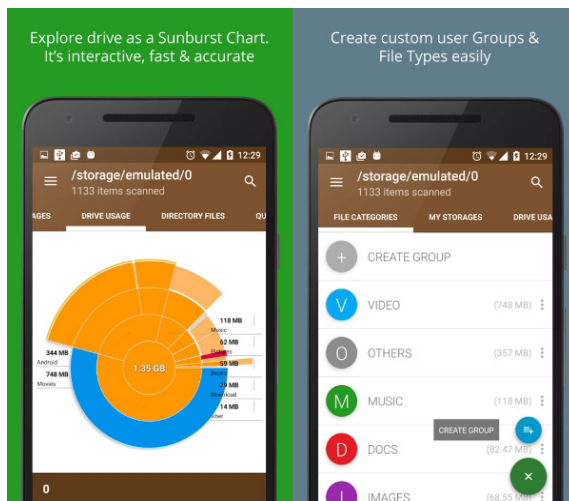 Explore drive as a Sunburst Chart.
It's interactive, fast & accurate
12:29
/storage/emulated/0
1133 items scanned
AGES
DRIVE USAGE
DIRECTORY FILES
QU
118 MB
Music
62 MB
344 MB
Android
59 MB
Books
748 MB
Movies
1.35 GB
29 MB
14 MB
0
Create custom user Groups &
File Types easily
12:29
/storage/emulated/0
1133 items scanned
FILE CATEGORIES
MY STORAGES
DRIVE USA
+
CREATE GROUP
V
VIDEO
(748 MB)
O
OTHERS
(357 MB)
M
MUSIC
(118 MB)
CREATE GROUP
D
DOCS
(82.47 MB)
I
IMAGES
(68.55 MB)